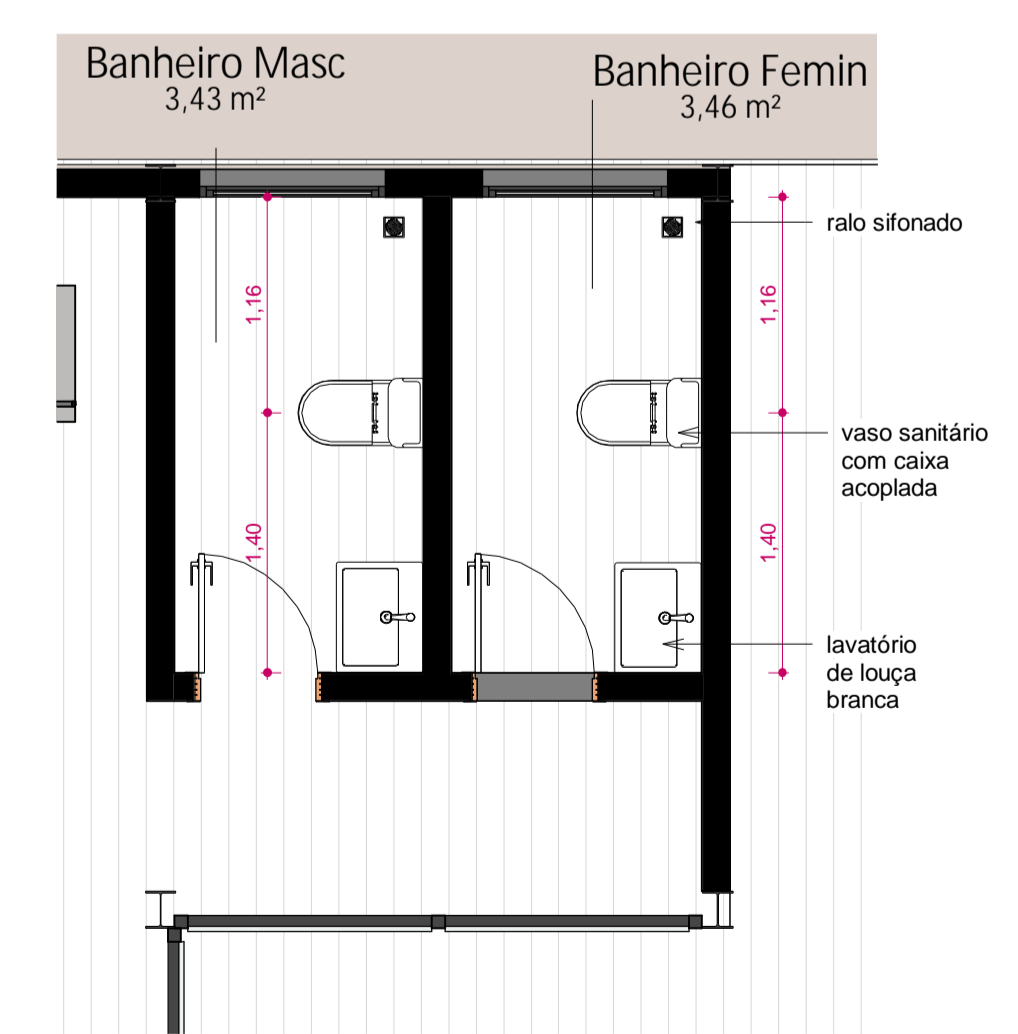 Banheiro Masc
3,43 m²
Banheiro Femin
3,46 m²
ralo sifonado
1,16
1,16
vaso sanitário
com caixa
acoplada
1,40
1,40
lavatório
de louça
branca